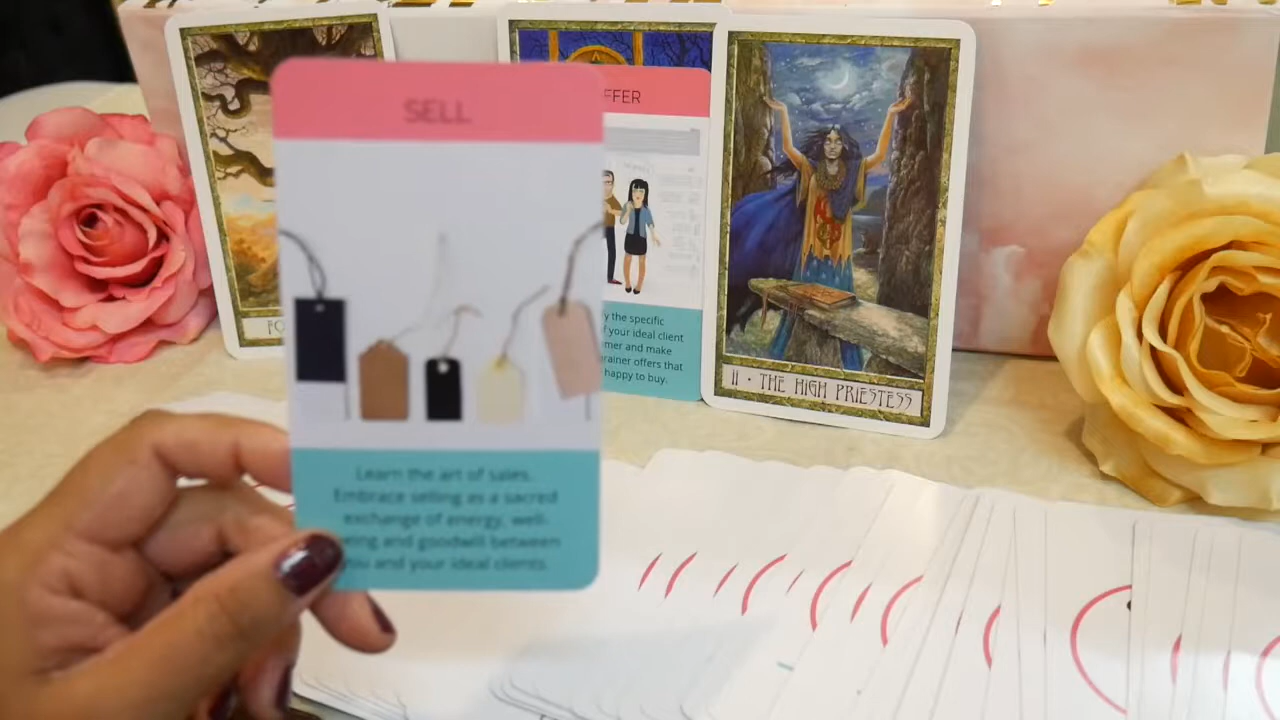 SELL
Learn the art of sales.
Embrace selling as a sacred
exchange of energy, well-
being and goodwill between
you and your ideal clients.
FFER
y the specific
f your ideal client
mer and make
rainer offers that
happy to buy.
FO
II • THE HIGH PRIESTESS